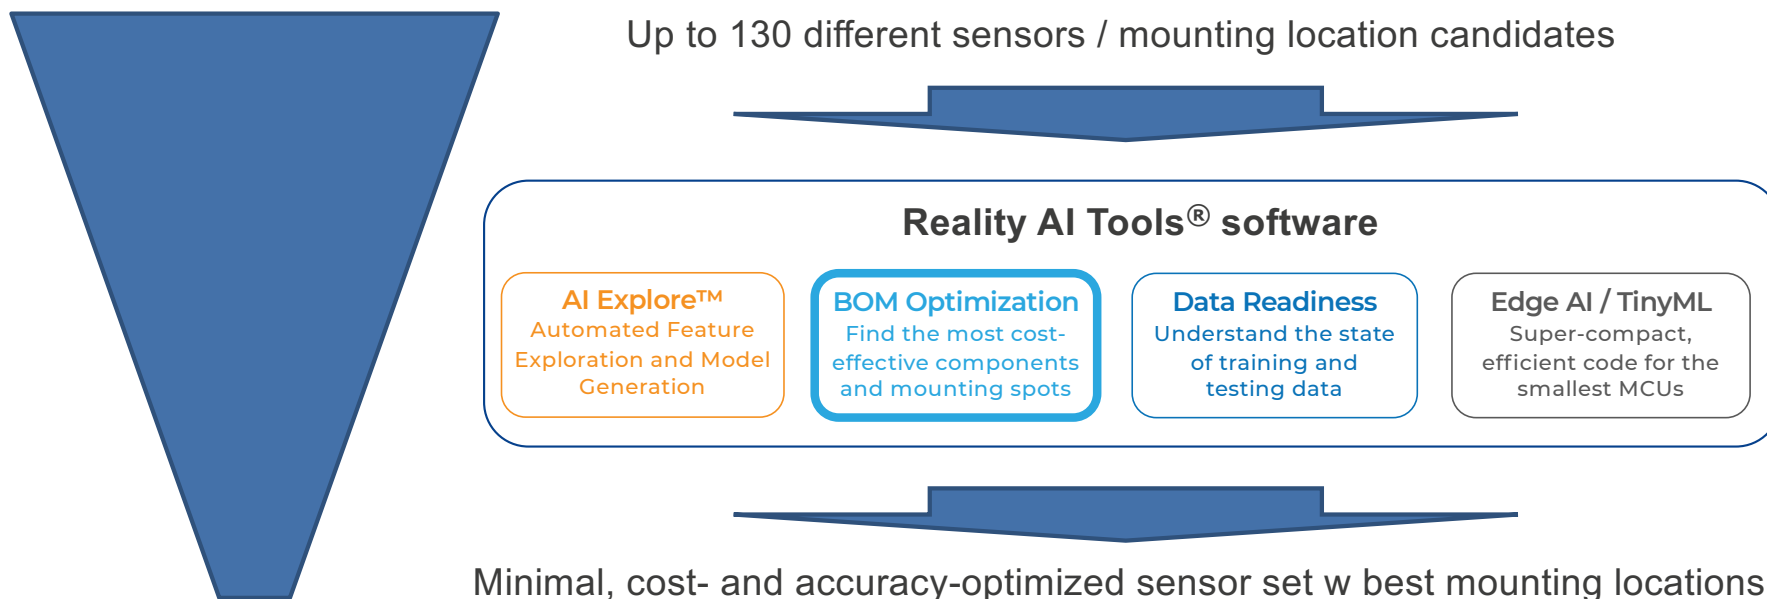 Up to 130 different sensors / mounting location candidates
Reality AI Tools® software
AI Explore™
Automated Feature
Exploration and Model
Generation
BOM Optimization
Find the most cost-
effective components
and mounting spots
Data Readiness
Understand the state
of training and
testing data
Edge AI / TinyML
Super-compact,
efficient code for the
smallest MCUs
Minimal, cost- and accuracy-optimized sensor set w best mounting locations